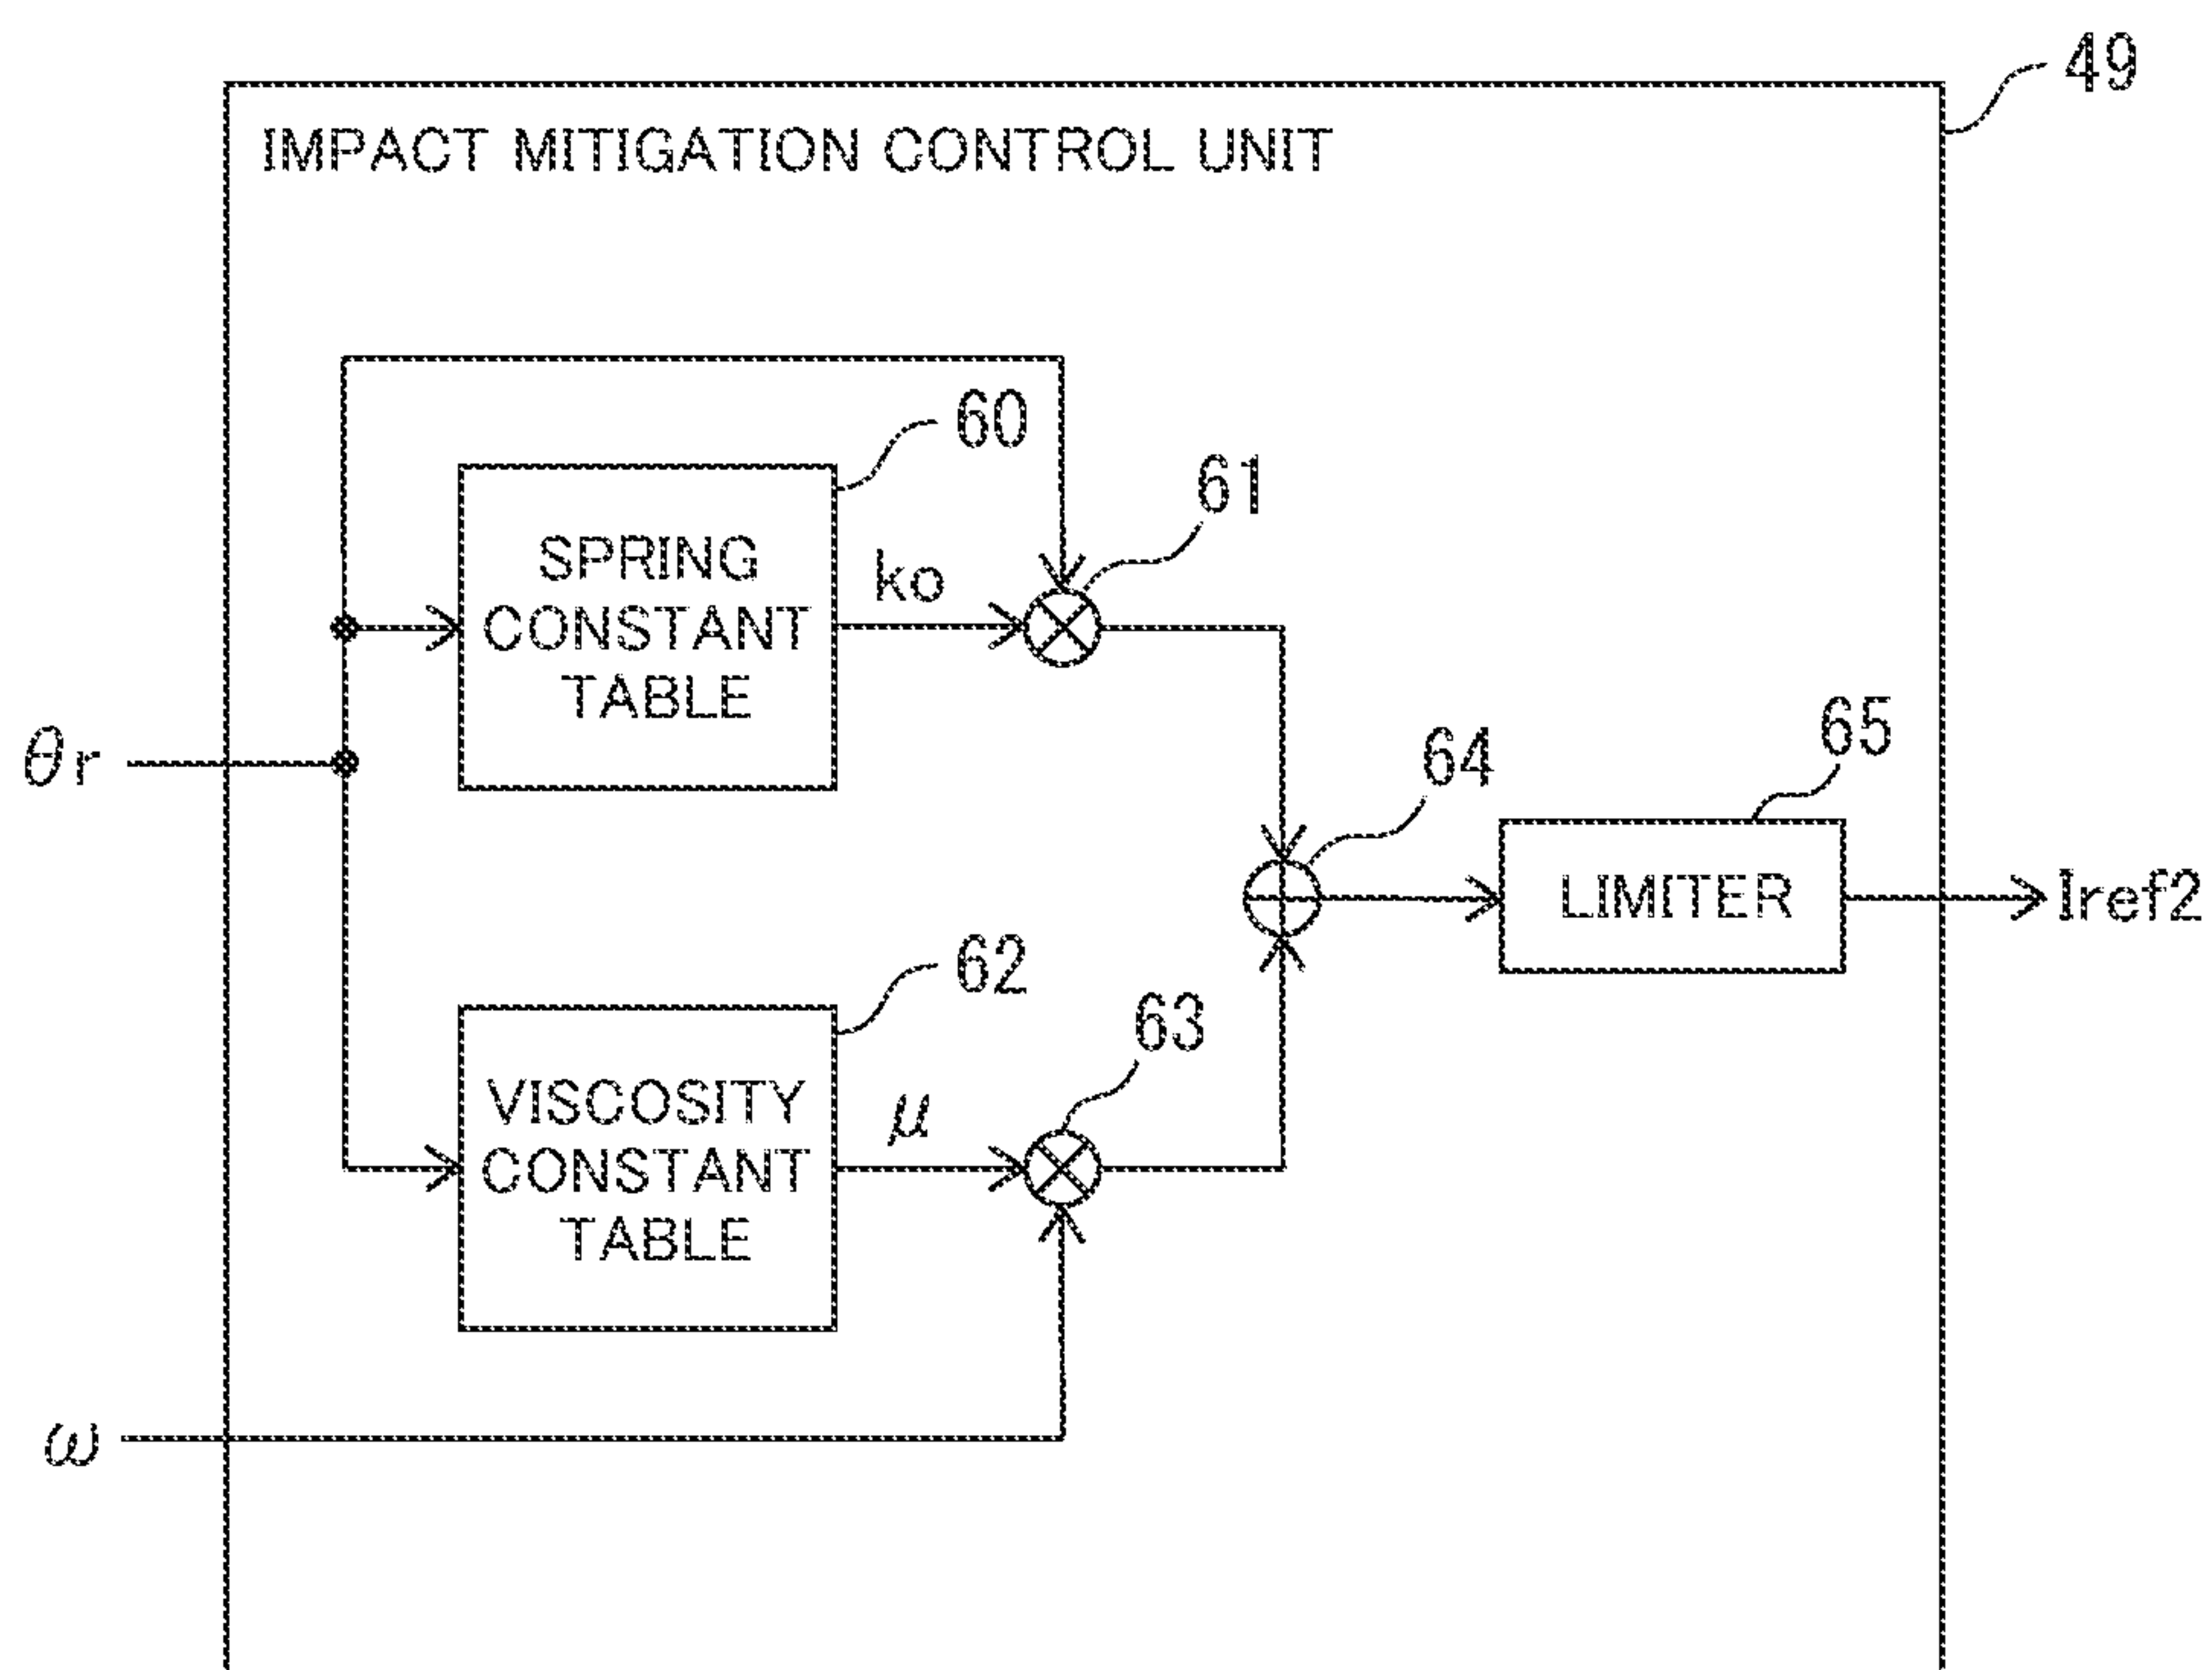 49
IMPACT MITIGATION CONTROL UNIT
60
61
SPRING
CONSTANT
TABLE
ko
θr
64
65
LIMITER
Iref2
62
63
VISCOSITY
CONSTANT
TABLE
μ
ω